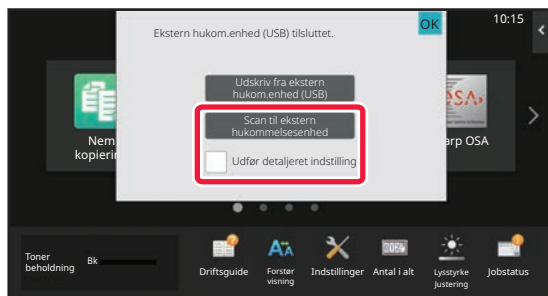 10:15
Ekstern hukom.enhed (USB) tilsluttet.
OK
Udskriv fra ekstern
hukom.enhed (USB)
Scan til ekstern
hukommelsesenhed
Udfør detaljeret indstilling
Nem
kopierin
arp OSA
Toner
beholdning
Bk
Driftsguide
Forstør
visning
Indstillinger
Antal i alt
Lysstyrke
Justering
Jobstatus